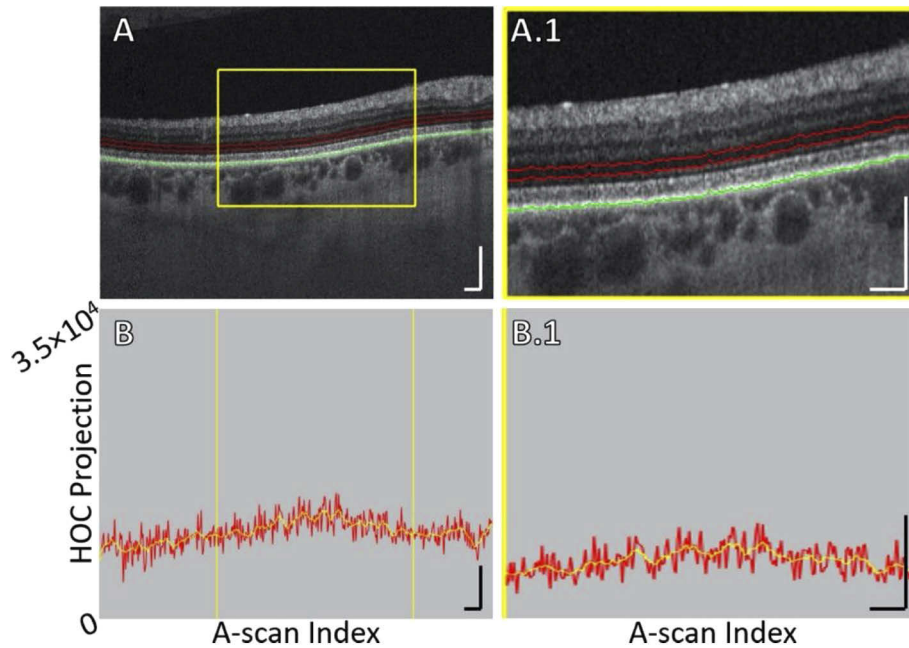 A
A.1
3.5×10⁴
B
B.1
HOC Projection
0
A-scan Index
A-scan Index